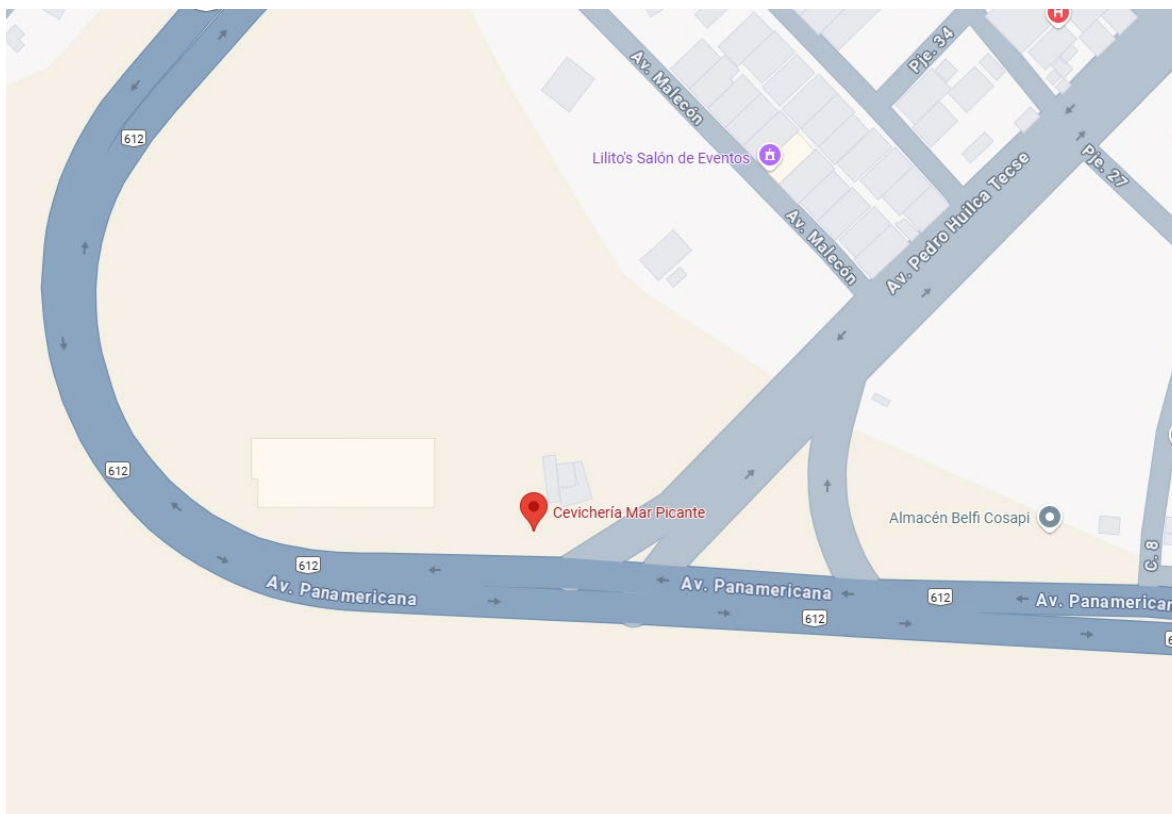 612
Av. Malecón
Pje. 34
H
612
Lilito's Salón de Eventos
Pje. 27
Av. Malecón
Av. Pedro Huilca Tecse
612
Cevichería Mar Picante
Almacén Belfi Cosapi
C. 8
612
Av. Panamericana
Av. Panamericana
612
Av. Panamerican
612